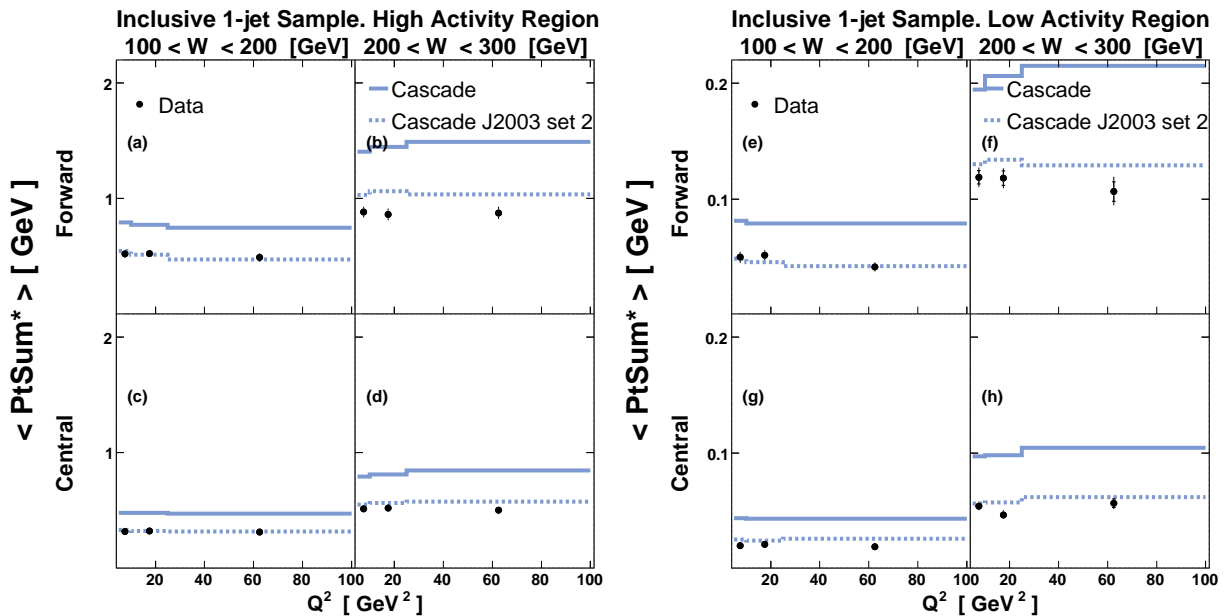 Inclusive 1-jet Sample. High Activity Region
100 < W < 200 [GeV]
200 < W < 300 [GeV]
< PtSum* > [ GeV ]
Forward
Central
2
1
2
1
Data
Cascade
Cascade J2003 set 2
(a)
(b)
(c)
(d)
20
40
60
80
100
20
40
60
80
100
Q² [ GeV² ]
Inclusive 1-jet Sample. Low Activity Region
100 < W < 200 [GeV]
200 < W < 300 [GeV]
< PtSum* > [ GeV ]
Forward
Central
0.2
0.1
0.2
0.1
Data
Cascade
Cascade J2003 set 2
(e)
(f)
(g)
(h)
20
40
60
80
100
20
40
60
80
100
Q² [ GeV² ]